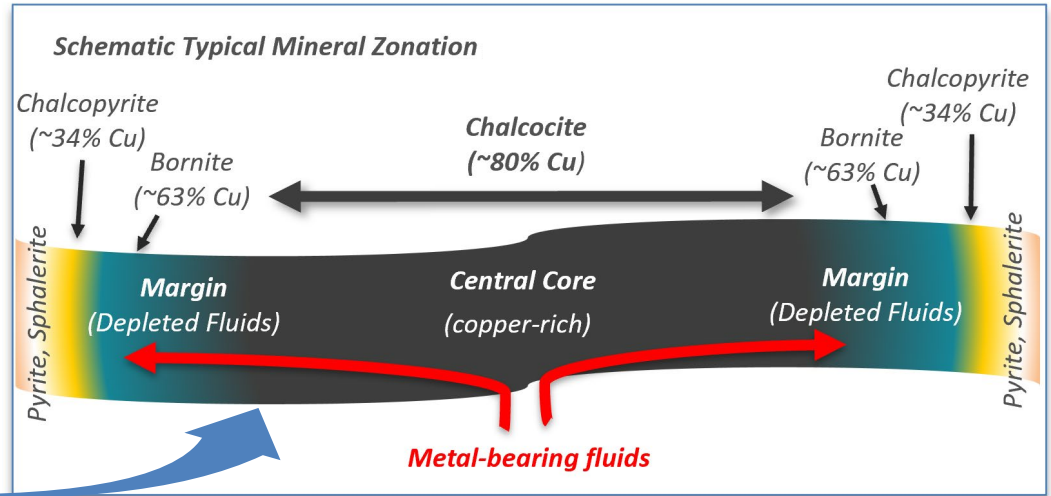 Schematic Typical Mineral Zonation
Chalcopyrite
(~34% Cu)
Bornite
(~63% Cu)
Chalcocite
(~80% Cu)
Chalcopyrite
(~34% Cu)
Bornite
(~63% Cu)
Pyrite, Sphalerite
Margin
(Depleted Fluids)
Central Core
(copper-rich)
Margin
(Depleted Fluids)
Pyrite, Sphalerite
Metal-bearing fluids